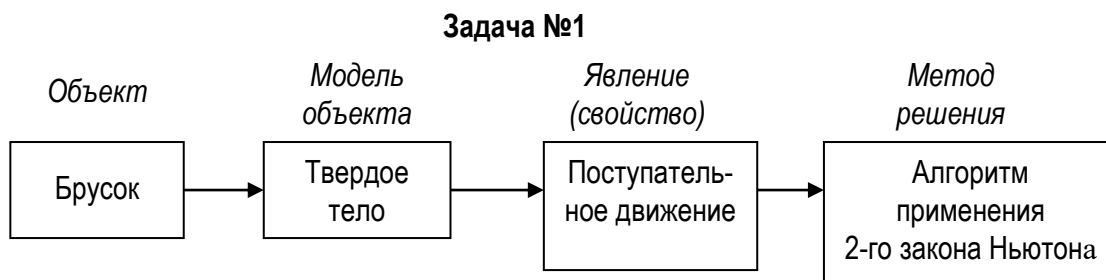 Задача №1
Объект
Модель
объекта
Явление
(свойство)
Метод
решения
Брусок
Твердое
тело
Поступатель-
ное движение
Алгоритм
применения
2-го закона Ньютона